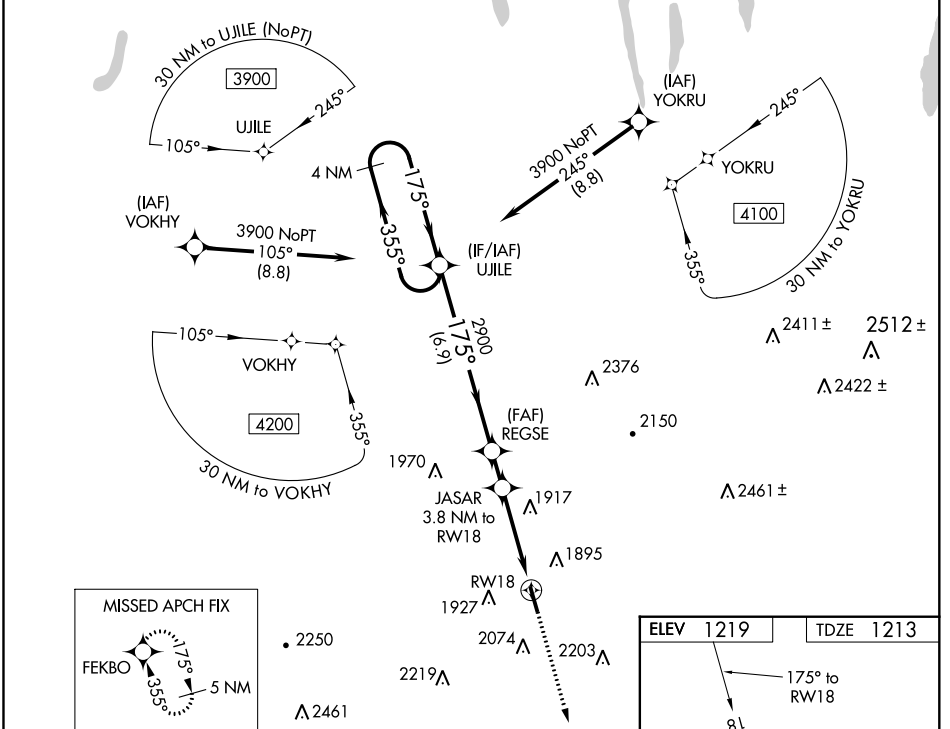 30 NM to UJILE (NoPT)
3900
UJILE
105°
245°
(IAF)
YOKRU
3900 NoPT
245°
(8.8)
245°
YOKRU
4100
355°
30 NM to YOKRU
4 NM
175°
355°
(IAF)
VOKHY
3900 NoPT
105°
(8.8)
(IF/IAF)
UJILE
2900
175°
(6.9)
105°
VOKHY
4200
355°
30 NM to VOKHY
2411 ±
2512 ±
2376
2422 ±
2150
(FAF)
REGSE
1970
JASAR
3.8 NM to
RW18
1917
2461 ±
1895
RW18
1927
2074
2203
2250
2219
2461
MISSED APCH FIX
FEKBO
175°
355°
5 NM
ELEV 1219
TDZE 1213
175° to
RW18
18